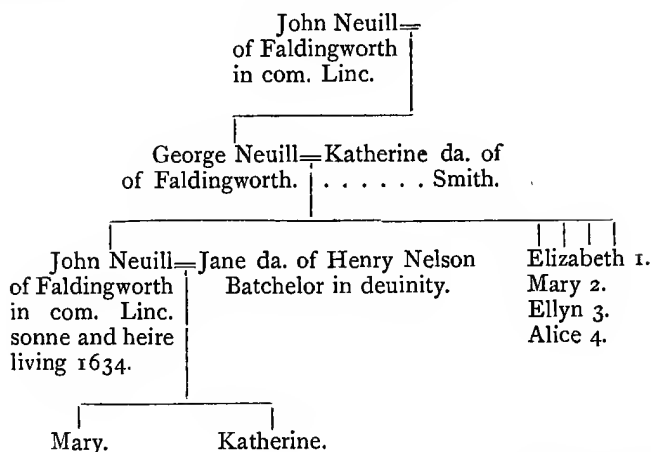 John Neuill=
of Faldingworth
in com. Linc.
George Neuill=Katherine da. of
of Faldingworth. . . . . . . Smith.
John Neuill=Jane da. of Henry Nelson
of Faldingworth Batchelor in deuinity.
in com. Linc.
sonne and heire
living 1634.
Elizabeth 1.
Mary 2.
Ellyn 3.
Alice 4.
Mary. Katherine.